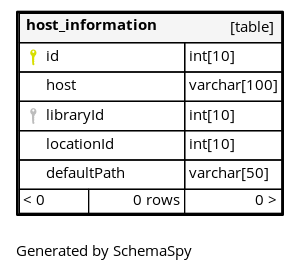 host_information [table]
id int[10]
host varchar[100]
libraryId int[10]
locationId int[10]
defaultPath varchar[50]
< 0 0 rows 0 >
Generated by SchemaSpy